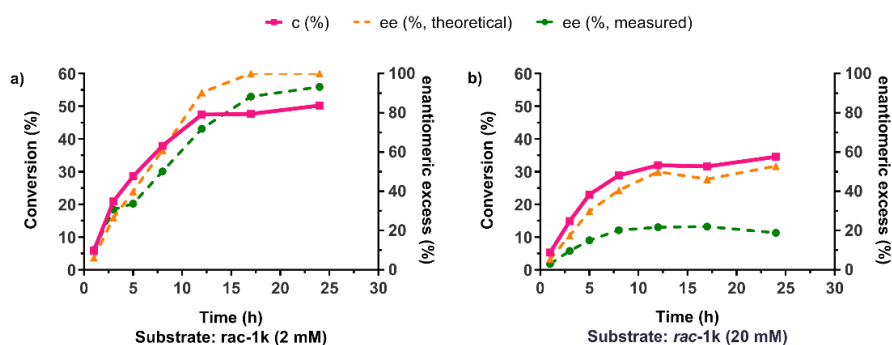 c (%) ee (%, theoretical) ee (%, measured)
a)
60
50
40
30
20
10
0
Conversion (%)
100
80
60
40
20
0
enantiomeric excess (%)
0 5 10 15 20 25 30
Time (h)
Substrate: rac-1k (2 mM)
b)
60
50
40
30
20
10
0
Conversion (%)
100
80
60
40
20
0
enantiomeric excess (%)
0 5 10 15 20 25 30
Time (h)
Substrate: rac-1k (20 mM)